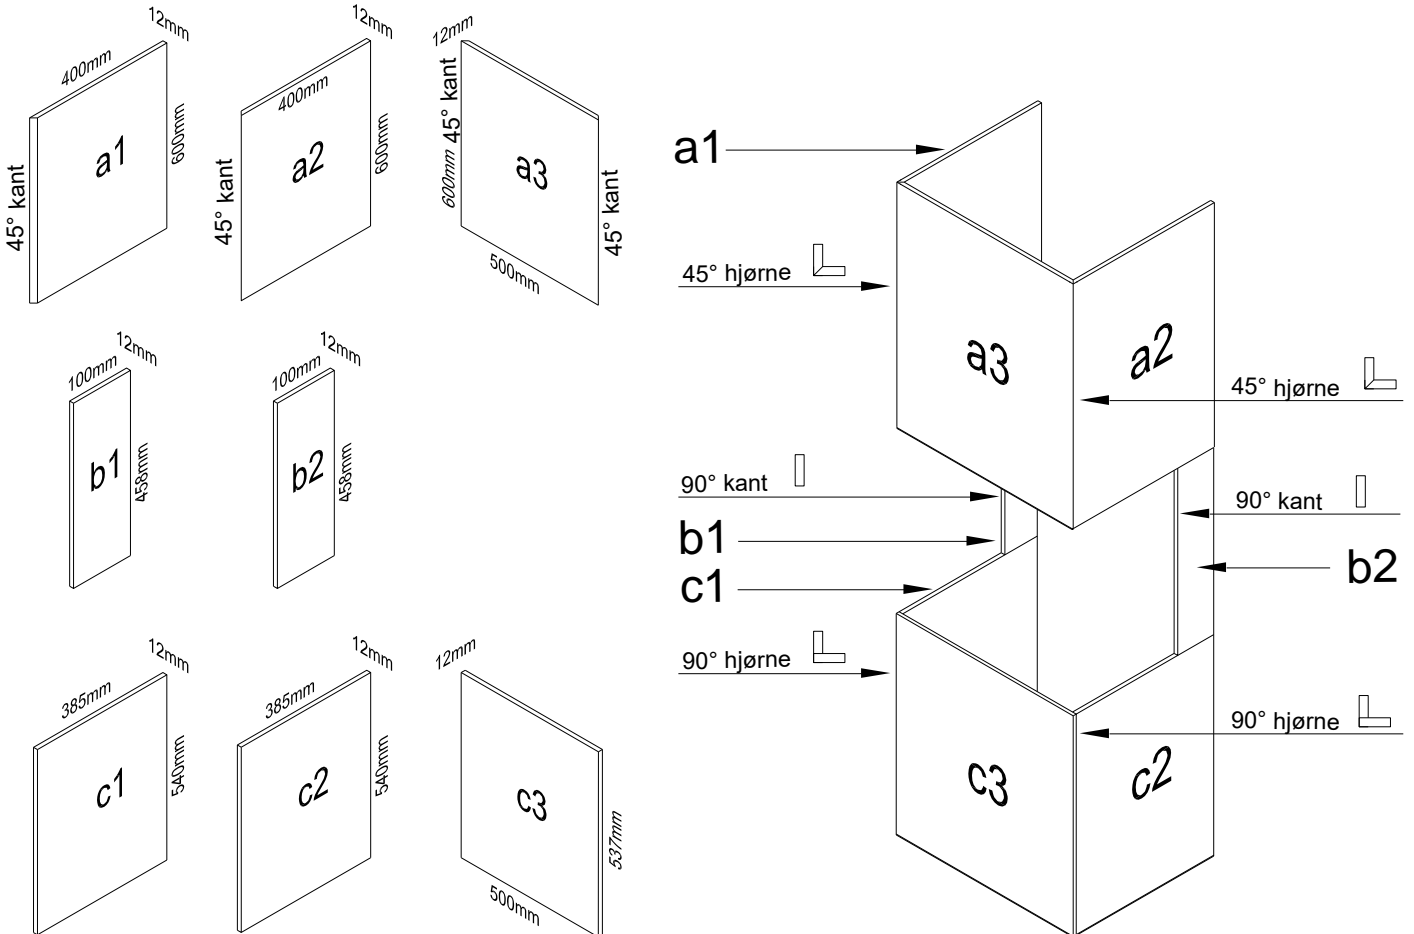 12mm
400mm
a1
600mm
45° kant
12mm
400mm
a2
600mm
45° kant
12mm
45° kant
600mm
a3
45° kant
500mm
12mm
100mm
b1
458mm
12mm
100mm
b2
458mm
12mm
385mm
c1
540mm
12mm
385mm
c2
540mm
12mm
c3
537mm
500mm
a1
45° hjørne
a3
a2
45° hjørne
90° kant
90° kant
b1
b2
c1
90° hjørne
90° hjørne
c3
c2